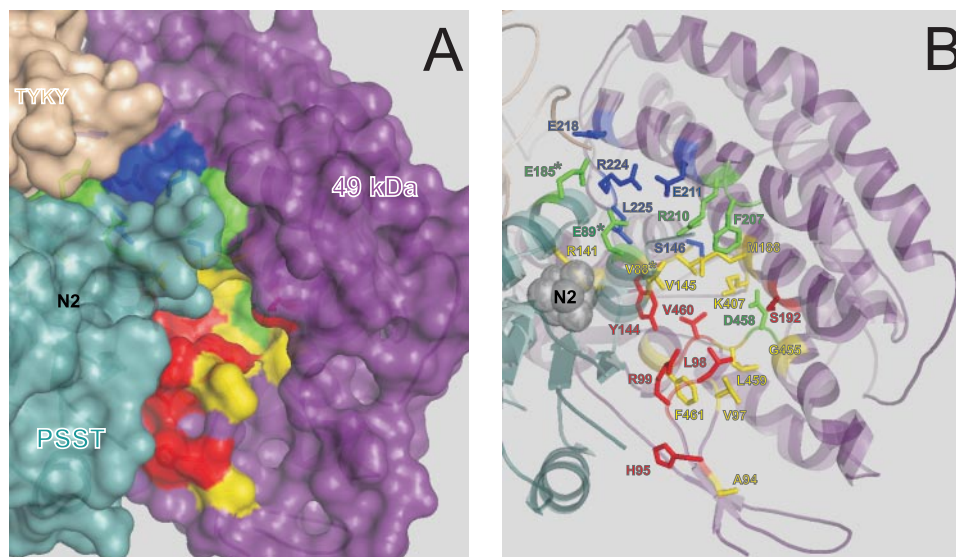 A
TYKY
49 kDa
N2
PSST
B
E218
E185*
R224
E211
L225
R210
F207
E89*
S146
M188
R141
V88*
V145
N2
K407
V460
D458
S192
Y144
G455
L98
R99
L459
F461
V97
H95
A94